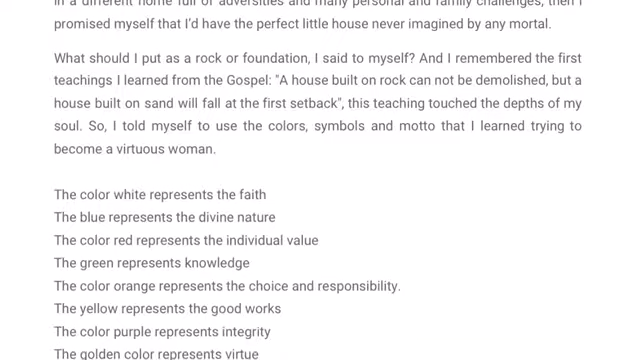 in a different home full of adversities and many personal and family challenges, then I
promised myself that I'd have the perfect little house never imagined by any mortal.
What should I put as a rock or foundation, I said to myself? And I remembered the first
teachings I learned from the Gospel: "A house built on rock can not be demolished, but a
house built on sand will fall at the first setback", this teaching touched the depths of my
soul. So, I told myself to use the colors, symbols and motto that I learned trying to
become a virtuous woman.
The color white represents the faith
The blue represents the divine nature
The color red represents the individual value
The green represents knowledge
The color orange represents the choice and responsibility.
The yellow represents the good works
The color purple represents integrity
The golden color represents virtue